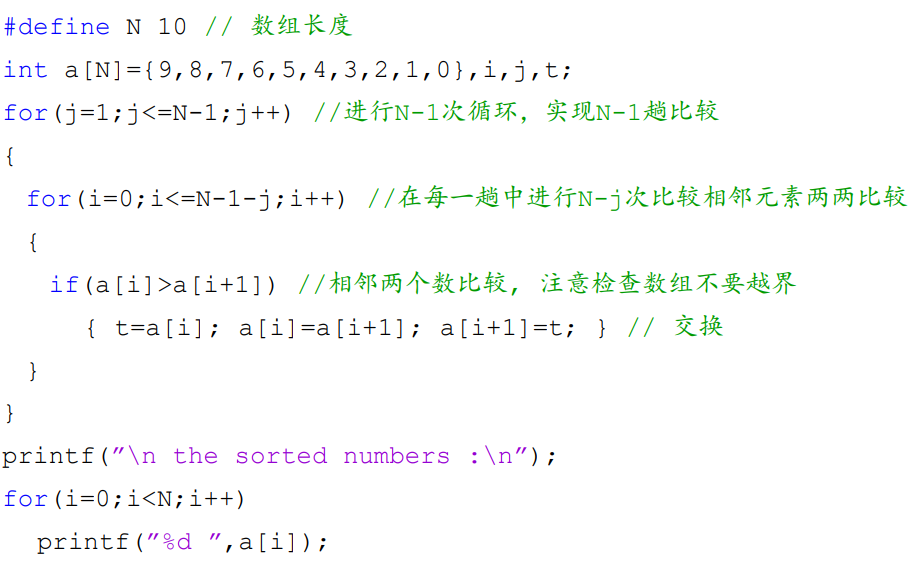 #define N 10 // 数组长度
int a[N]={9,8,7,6,5,4,3,2,1,0},i,j,t;
for(j=1;j<=N-1;j++) //进行N-1次循环，实现N-1趟比较
{
for(i=0;i<=N-1-j;i++) //在每一趟中进行N-j次比较相邻元素两两比较
{
if(a[i]>a[i+1]) //相邻两个数比较，注意检查数组不要越界
{ t=a[i]; a[i]=a[i+1]; a[i+1]=t; } // 交换
}
}
printf(″\n the sorted numbers :\n″);
for(i=0;i<N;i++)
printf(″%d ″,a[i]);